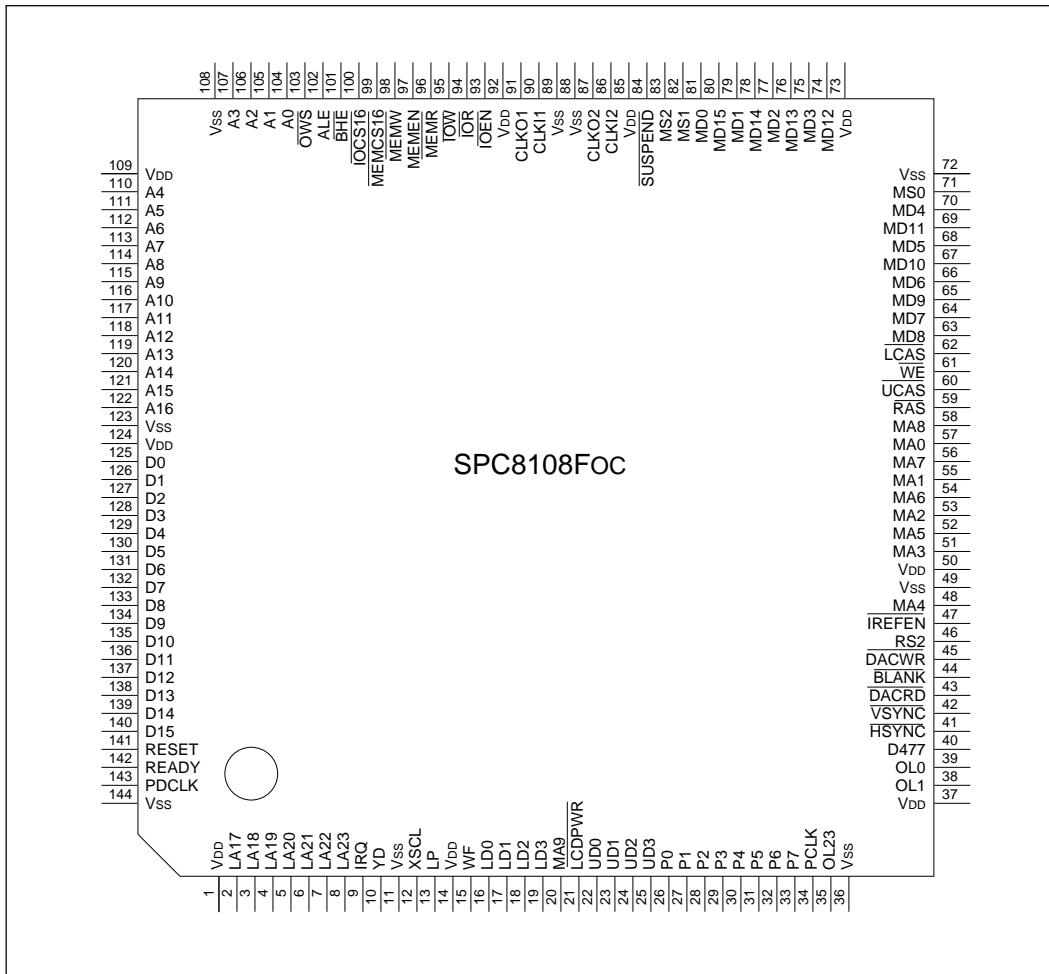 108 107 106 105 104 103 102 101 100 99 98 97 96 95 94 93 92 91 90 89 88 87 86 85 84 83 82 81 80 79 78 77 76 75 74 73
VSS A3 A2 A1 A0 OWS ALE BHE IOCS16 MEMCS16 MEMW MEMEN MEMR IOW IOR IOEN VDD CLKO1 CLKI1 VSS VSS CLKO2 CLKI2 VDD SUSPEND MS2 MS1 MD0 MD15 MD1 MD14 MD2 MD13 MD3 MD12 VDD
109 VDD
110 A4
111 A5
112 A6
113 A7
114 A8
115 A9
116 A10
117 A11
118 A12
119 A13
120 A14
121 A15
122 A16
123 VSS
124 VDD
125 D0
126 D1
127 D2
128 D3
129 D4
130 D5
131 D6
132 D7
133 D8
134 D9
135 D10
136 D11
137 D12
138 D13
139 D14
140 D15
141 RESET
142 READY
143 PDCLK
144 VSS
SPC8108FOC
VSS 72
MS0 71
MD4 70
MD11 69
MD5 68
MD10 67
MD6 66
MD9 65
MD7 64
MD8 63
LCAS 62
WE 61
UCAS 60
RAS 59
MA8 58
MA0 57
MA7 56
MA1 55
MA6 54
MA2 53
MA5 52
MA3 51
VDD 50
VSS 49
MA4 48
IREFEN 47
RS2 46
DACWR 45
BLANK 44
DACRD 43
VSYNC 42
HSYNC 41
D477 40
OL0 39
OL1 38
VDD 37
VDD LA17 LA18 LA19 LA20 LA21 LA22 LA23 IRQ YD VSS XSCL LP VDD WF LD0 LD1 LD2 LD3 MA9 LCDPWR UD0 UD1 UD2 UD3 P0 P1 P2 P3 P4 P5 P6 P7 PCLK OL23 VSS
1 2 3 4 5 6 7 8 9 10 11 12 13 14 15 16 17 18 19 20 21 22 23 24 25 26 27 28 29 30 31 32 33 34 35 36